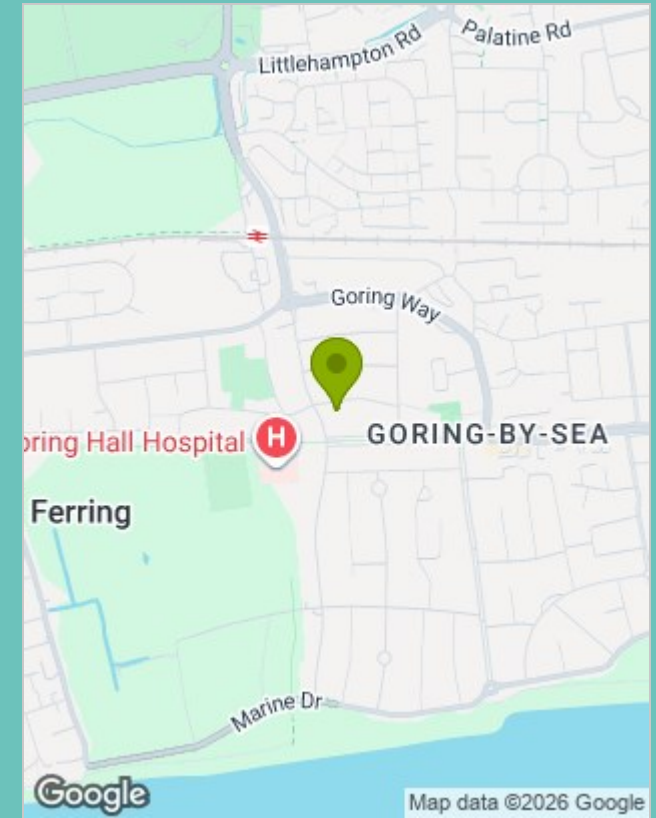 Littlehampton Rd
Palatine Rd
Goring Way
oring Hall Hospital
H
GORING-BY-SEA
Ferring
Marine Dr
Google
Map data ©2026 Google